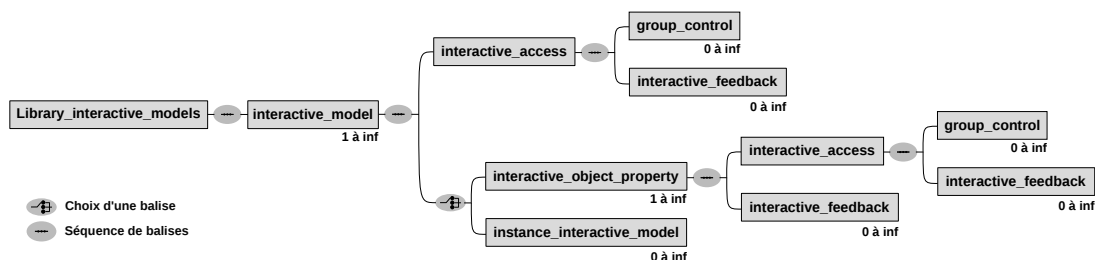 group_control
0 à inf
interactive_access
interactive_feedback
0 à inf
Library_interactive_models
interactive_model
1 à inf
group_control
0 à inf
interactive_access
interactive_object_property
1 à inf
interactive_feedback
0 à inf
interactive_feedback
0 à inf
instance_interactive_model
0 à inf
Choix d'une balise
Séquence de balises